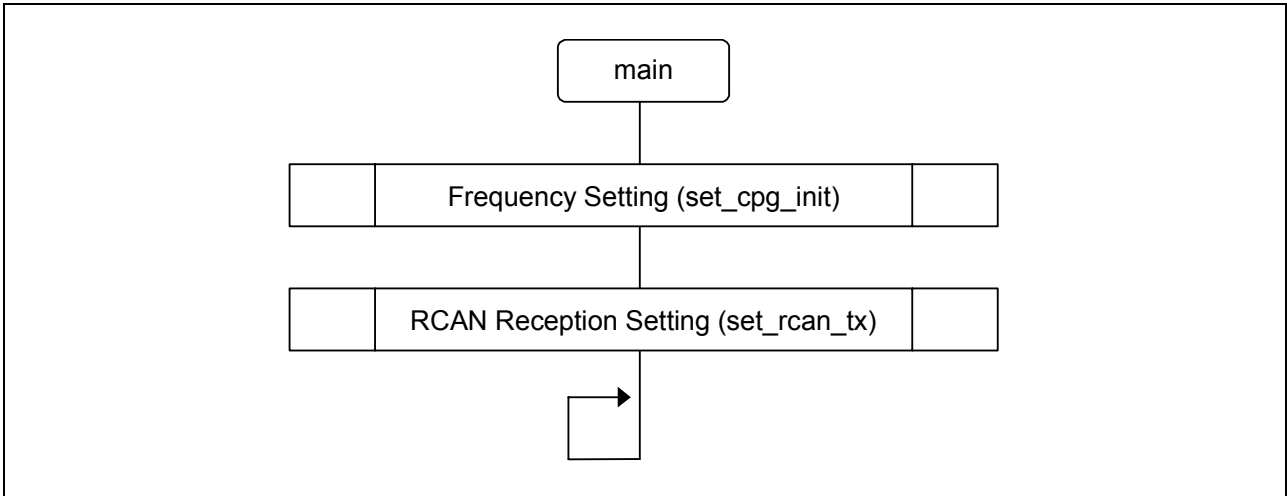 main
Frequency Setting (set_cpg_init)
RCAN Reception Setting (set_rcan_tx)